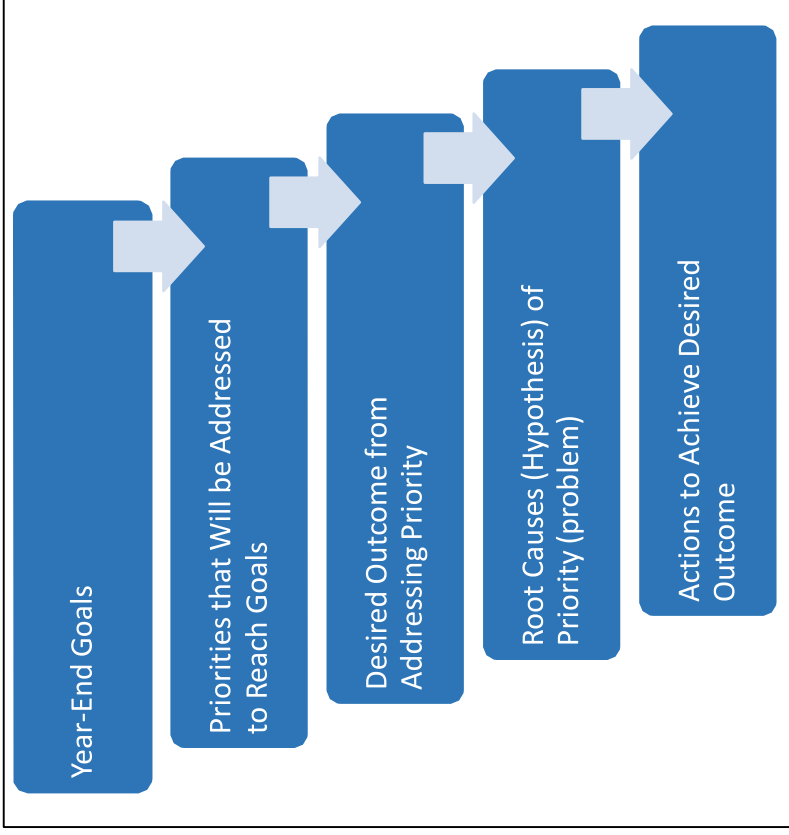 Year-End Goals
Priorities that Will be Addressed
to Reach Goals
Desired Outcome from
Addressing Priority
Root Causes (Hypothesis) of
Priority (problem)
Actions to Achieve Desired
Outcome